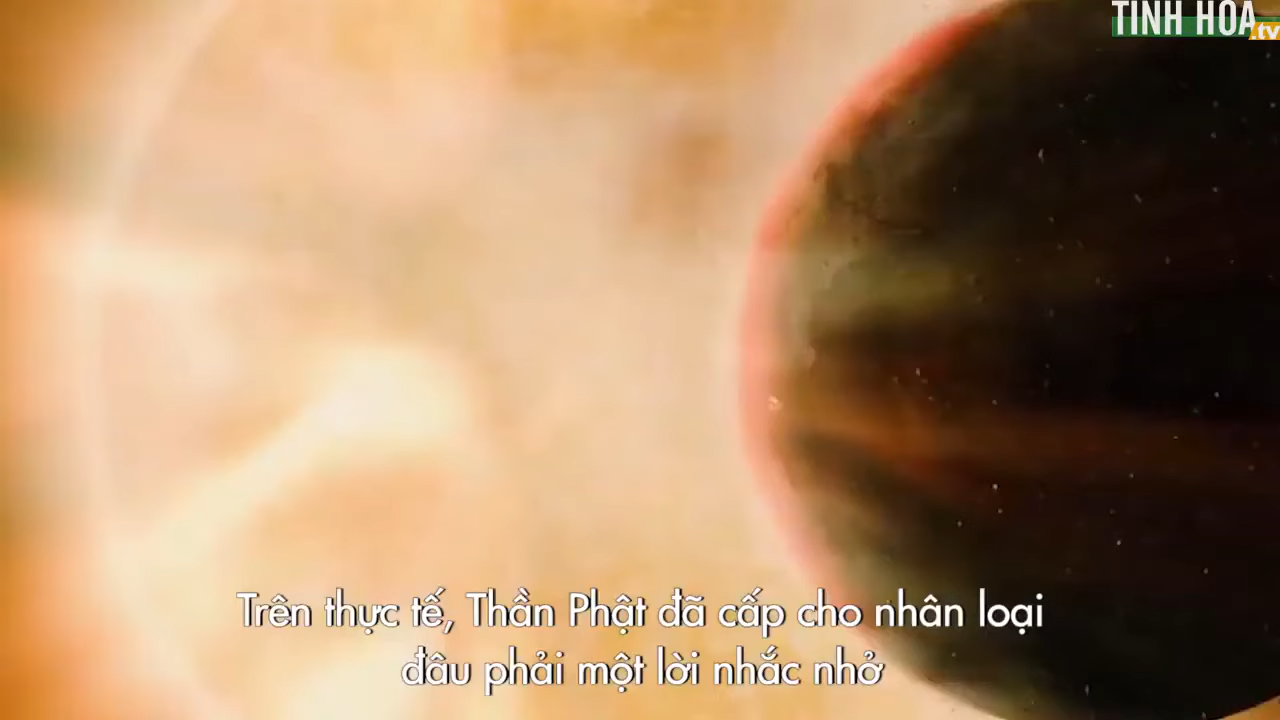 TINH HOA
.tv
Trên thực tế, Thần Phật đã cấp cho nhân loại
đâu phải một lời nhắc nhở